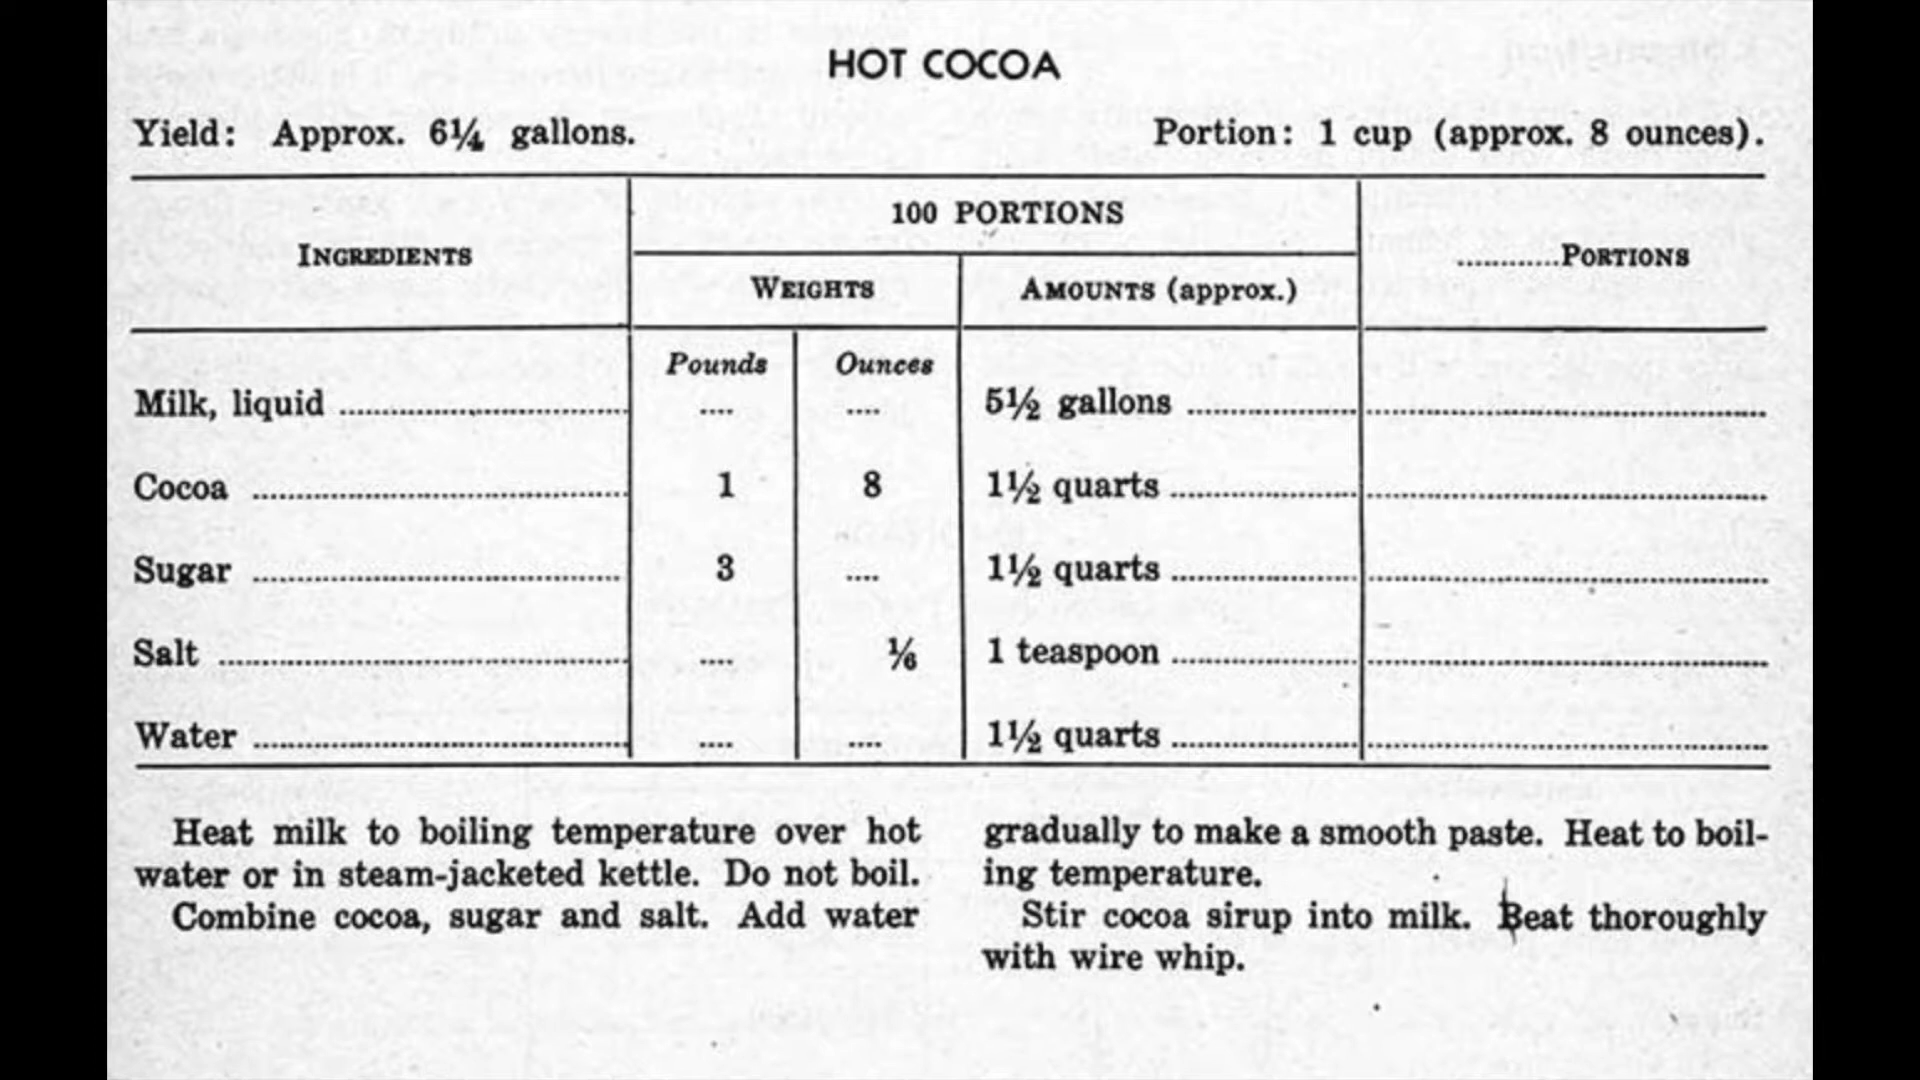 HOT COCOA
Yield: Approx. 6¼ gallons. Portion: 1 cup (approx. 8 ounces).
INGREDIENTS 100 PORTIONS ............PORTIONS
WEIGHTS AMOUNTS (approx.)
Pounds Ounces
Milk, liquid .... .... 5½ gallons
Cocoa 1 8 1½ quarts
Sugar 3 .... 1½ quarts
Salt .... ⅙ 1 teaspoon
Water .... .... 1½ quarts
Heat milk to boiling temperature over hot
water or in steam-jacketed kettle. Do not boil.
Combine cocoa, sugar and salt. Add water
gradually to make a smooth paste. Heat to boil-
ing temperature.
Stir cocoa sirup into milk. Beat thoroughly
with wire whip.